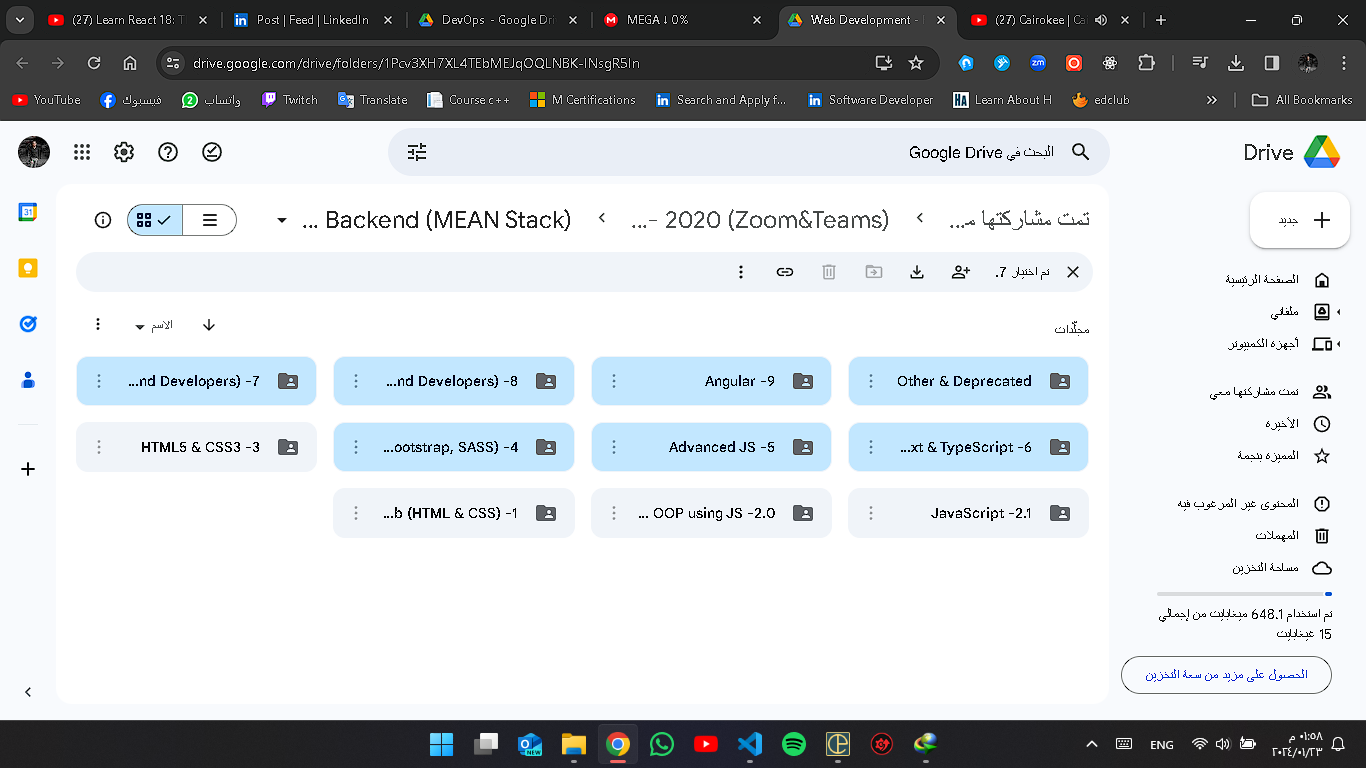 (27) Learn React 18: T
Post | Feed | LinkedIn
DevOps - Google Dri
MEGA ↓ 0%
Web Development -
(27) Cairokee | Cai
drive.google.com/drive/folders/1Pcv3XH7XL4TEbMEJqOQLNBK-INsgR5In
YouTube
فيسبوك
واتساب
Twitch
Translate
Course c++
M Certifications
Search and Apply f...
Software Developer
Learn About H
edclub
All Bookmarks
Drive
البحث في Google Drive
جديد
تمت مشاركتها م...
...- 2020 (Zoom&Teams)
... Backend (MEAN Stack)
تم اختيار 7.
الصفحة الرئيسية
ملفاتي
أجهزة الكمبيوتر
تمت مشاركتها معي
الأخيرة
المميزة بنجمة
المحتوى غير المرغوب فيه
المهملات
مساحة التخزين
تم استخدام 648.1 ميغابايت من إجمالي
15 غيغابايت
الحصول على مزيد من سعة التخزين
مجلّدات
الاسم
Other & Deprecated
Angular -9
...nd Developers) -8
...nd Developers) -7
...xt & TypeScript -6
Advanced JS -5
...ootstrap, SASS) -4
HTML5 & CSS3 -3
JavaScript -2.1
... OOP using JS -2.0
...b (HTML & CSS) -1
31
zm
HA
NEW
ENG
٠١:٥٨ م
٢٠٢٤/٠١/٢٣